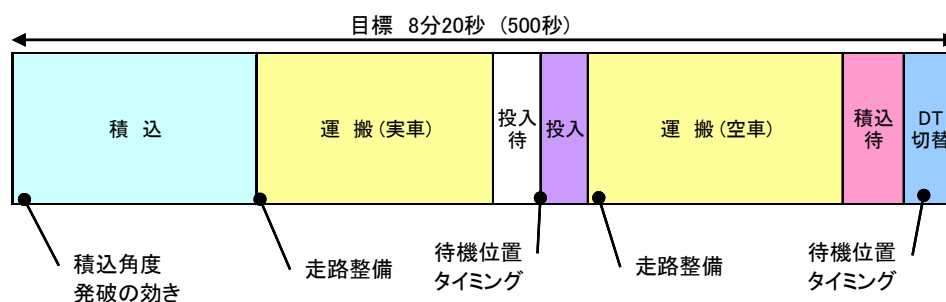 目標 8分20秒 (500秒)
積 込
運 搬 (実車)
投入
待
投入
運 搬 (空車)
積込
待
DT
切替
積込角度
発破の効き
走路整備
待機位置
タイミング
走路整備
待機位置
タイミング